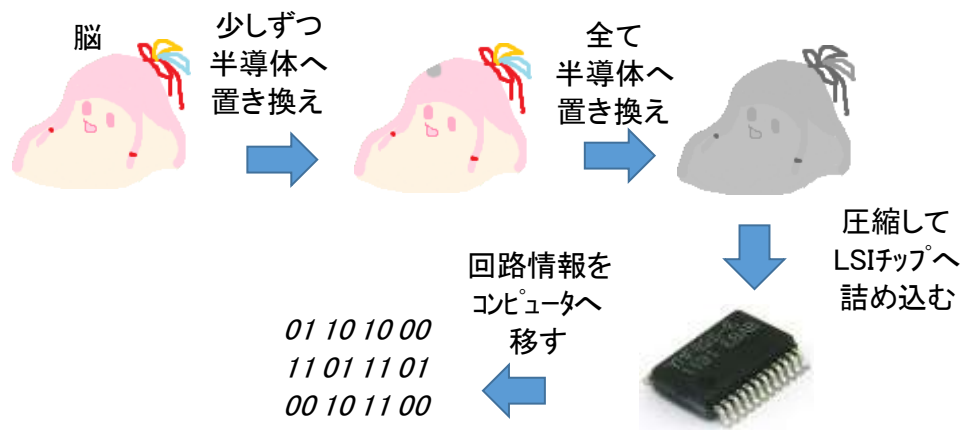 脳
少しずつ
半導体へ
置き換え
全て
半導体へ
置き換え
圧縮して
LSIﾁｯﾌﾟへ
詰め込む
回路情報を
ｺﾝﾋﾟｭｰﾀへ
移す
01 10 10 00
11 01 11 01
00 10 11 00